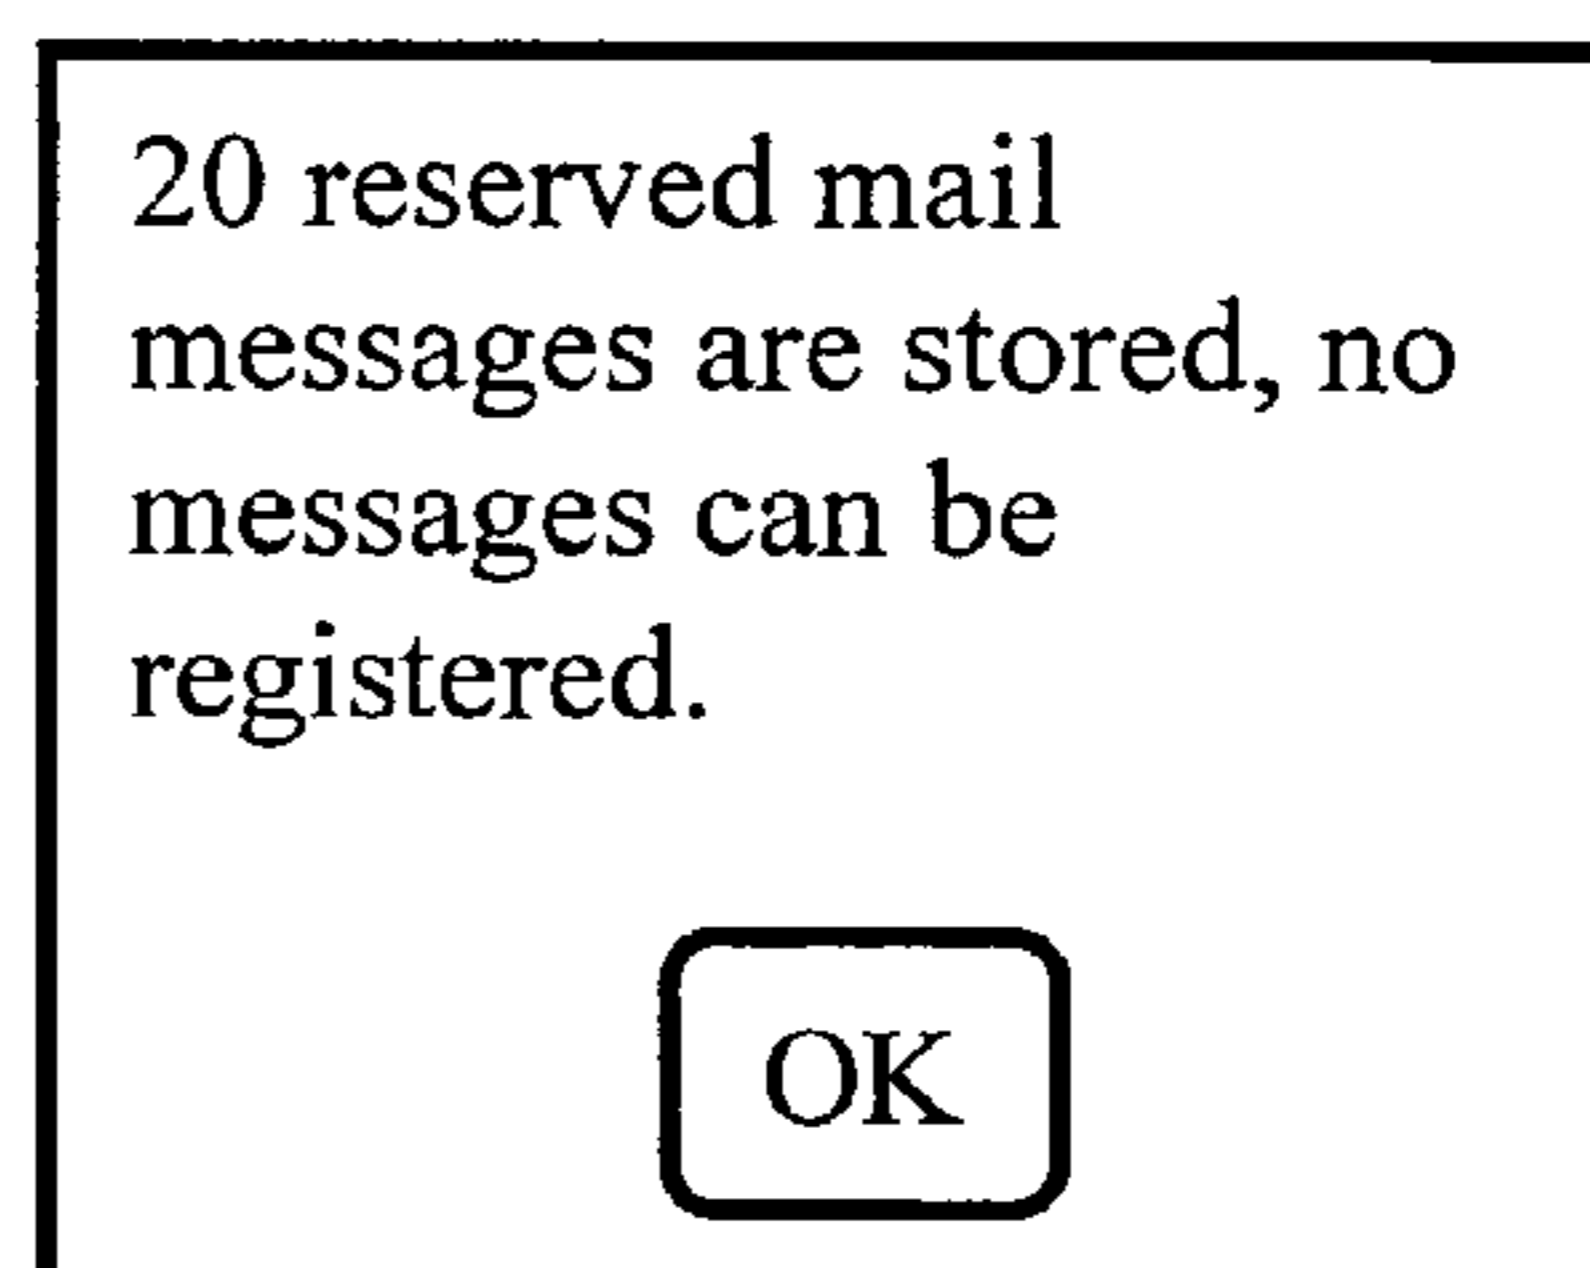 20 reserved mail
messages are stored, no
messages can be
registered.
OK